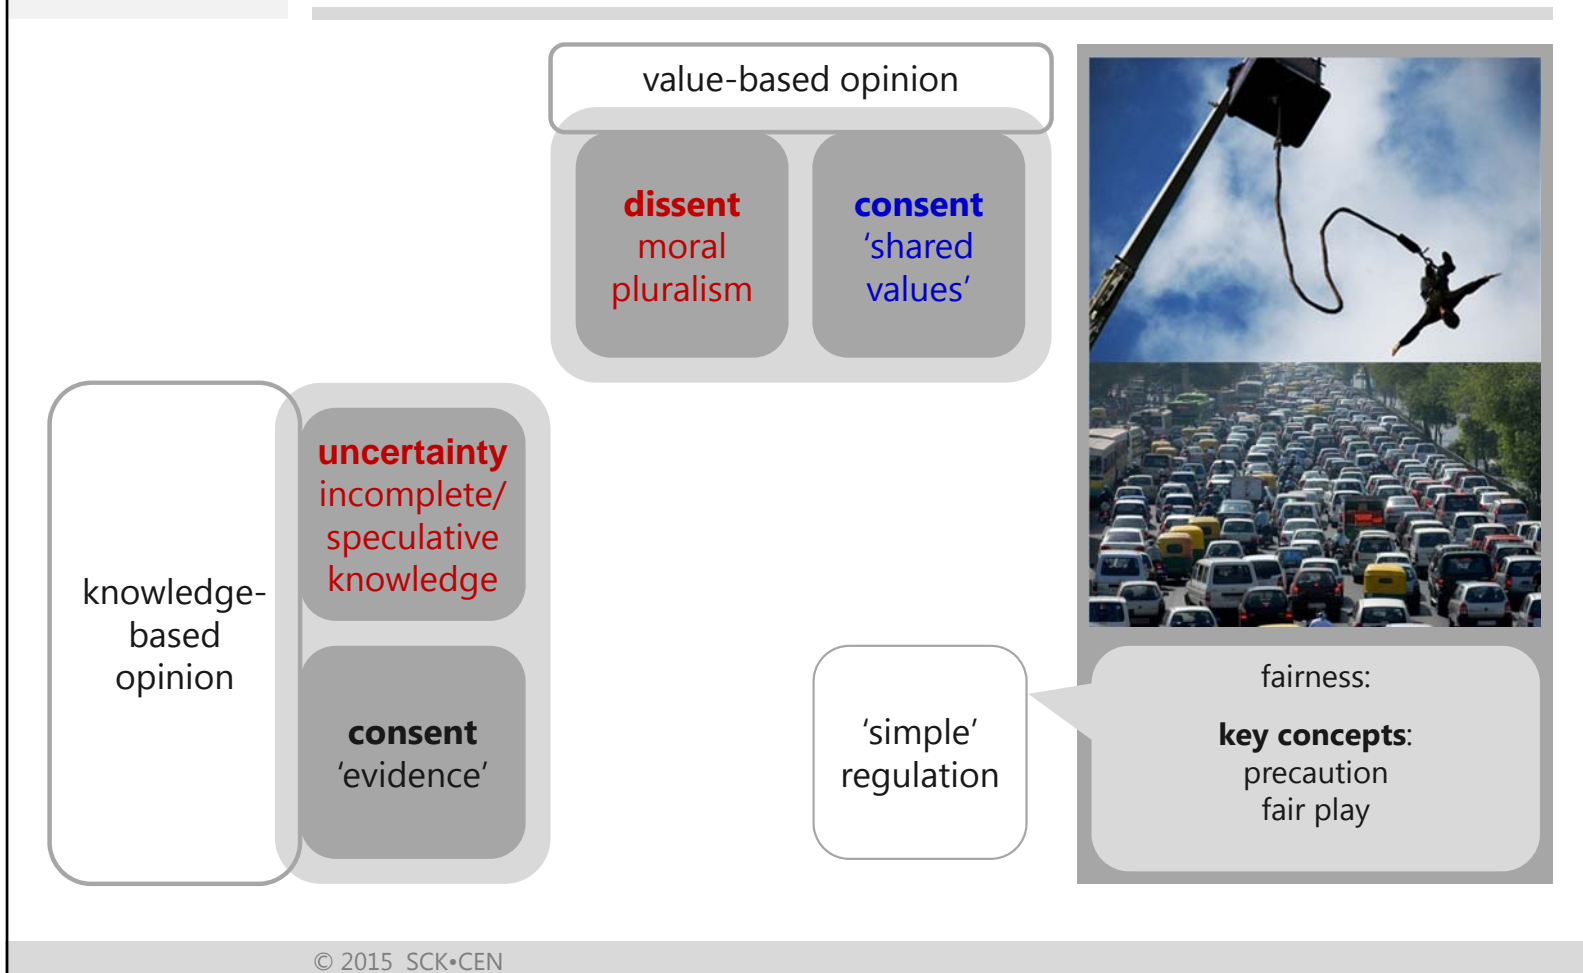 value-based opinion
dissent
moral
pluralism
consent
‘shared
values’
knowledge-
based
opinion
uncertainty
incomplete/
speculative
knowledge
consent
‘evidence’
‘simple’
regulation
fairness:
key concepts:
precaution
fair play
© 2015 SCK•CEN